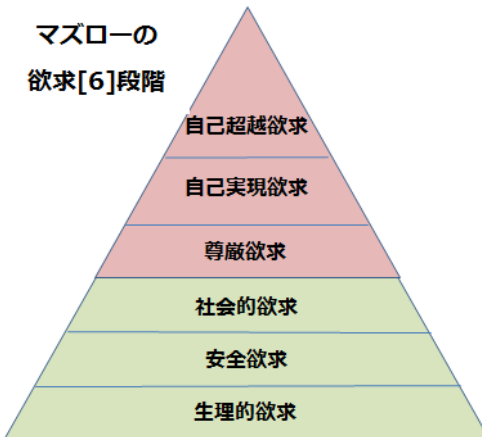 マズローの
欲求[6]段階
自己超越欲求
自己実現欲求
尊厳欲求
社会的欲求
安全欲求
生理的欲求